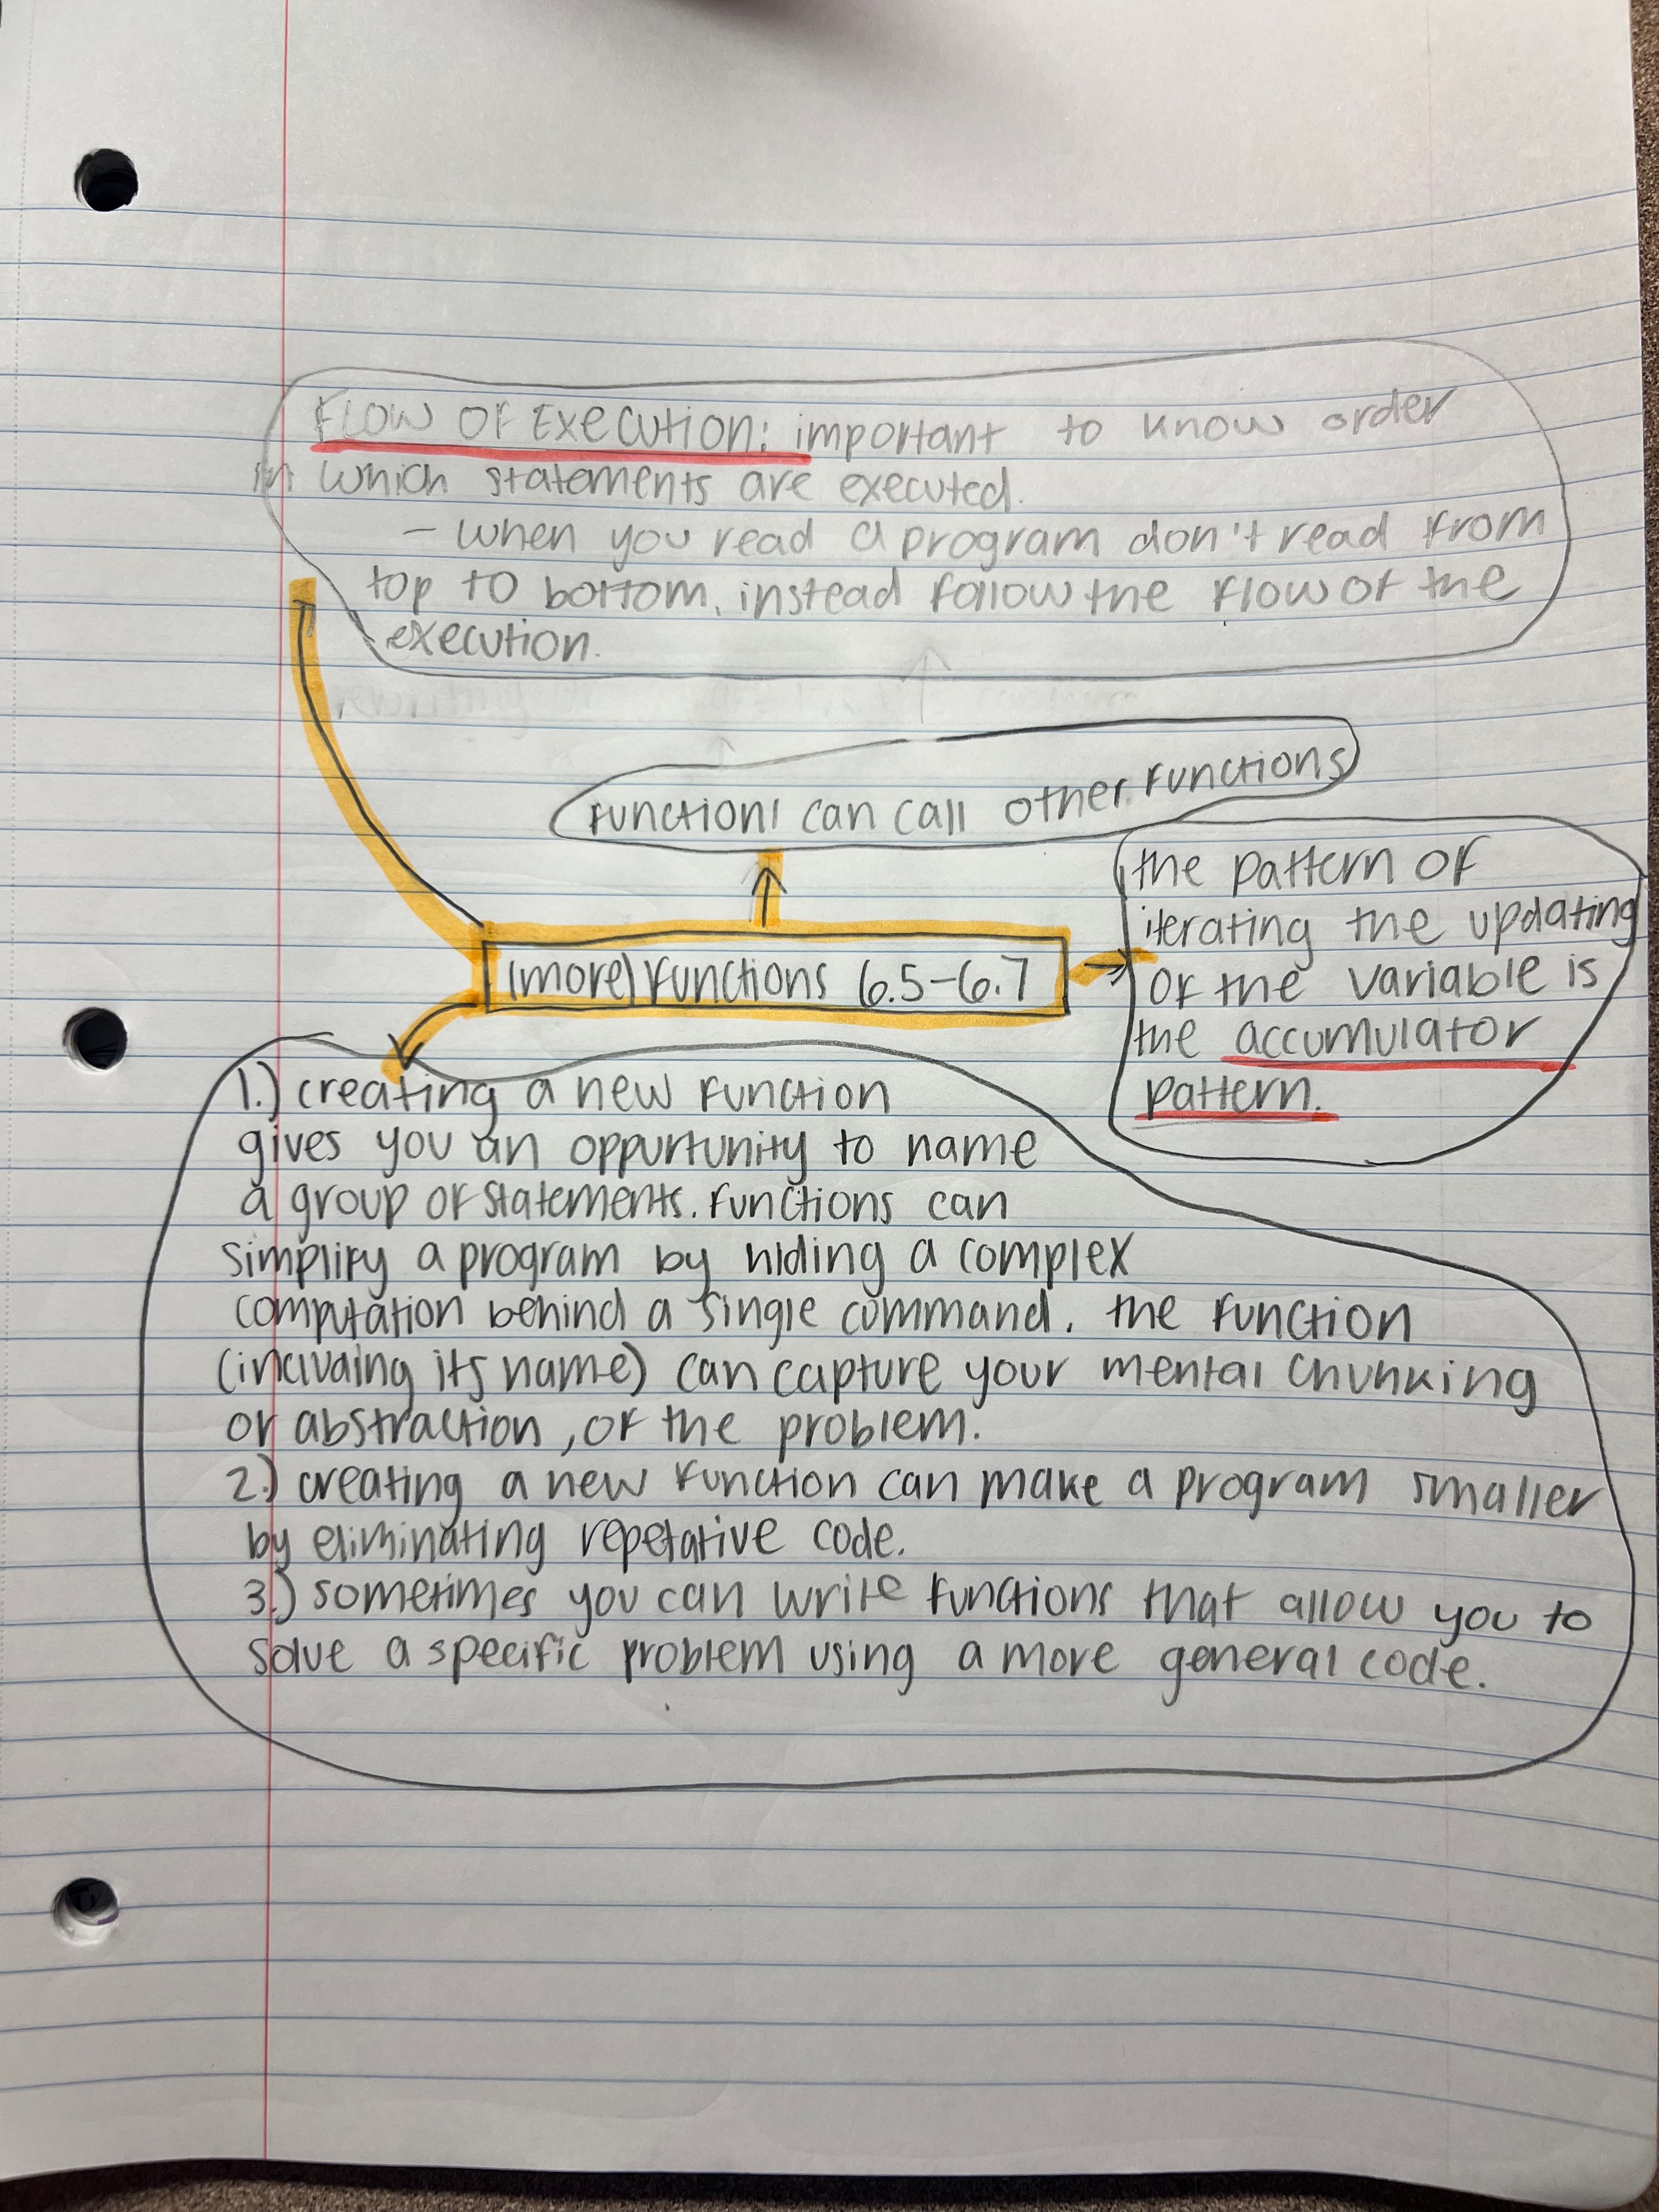 FLOW OF EXECUTION: important to know order
in which statements are executed.
- when you read a program don't read from
top to bottom, instead follow the flow of the
execution.
functions can call other functions
the pattern of
iterating the updating
of the variable is
the accumulator
pattern.
(more) functions 6.5-6.7
1.) creating a new function
gives you an oppurtunity to name
a group of statements. functions can
simplify a program by hiding a complex
computation behind a single command. the function
(including its name) can capture your mental chunking
or abstraction, of the problem.
2.) creating a new function can make a program smaller
by eliminating repetative code.
3.) sometimes you can write functions that allow you to
solve a specific problem using a more general code.